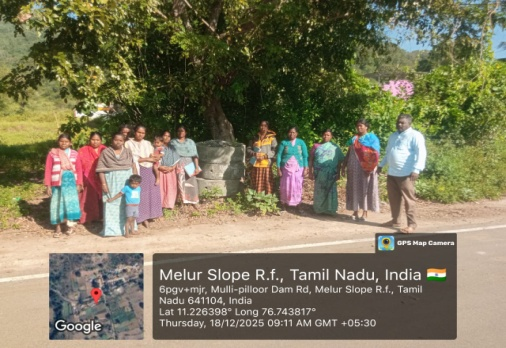 GPS Map Camera
Melur Slope R.f., Tamil Nadu, India
6pgv+mjr, Mulli-pilloor Dam Rd, Melur Slope R.f., Tamil
Nadu 641104, India
Lat 11.226398° Long 76.743817°
Thursday, 18/12/2025 09:11 AM GMT +05:30
Google